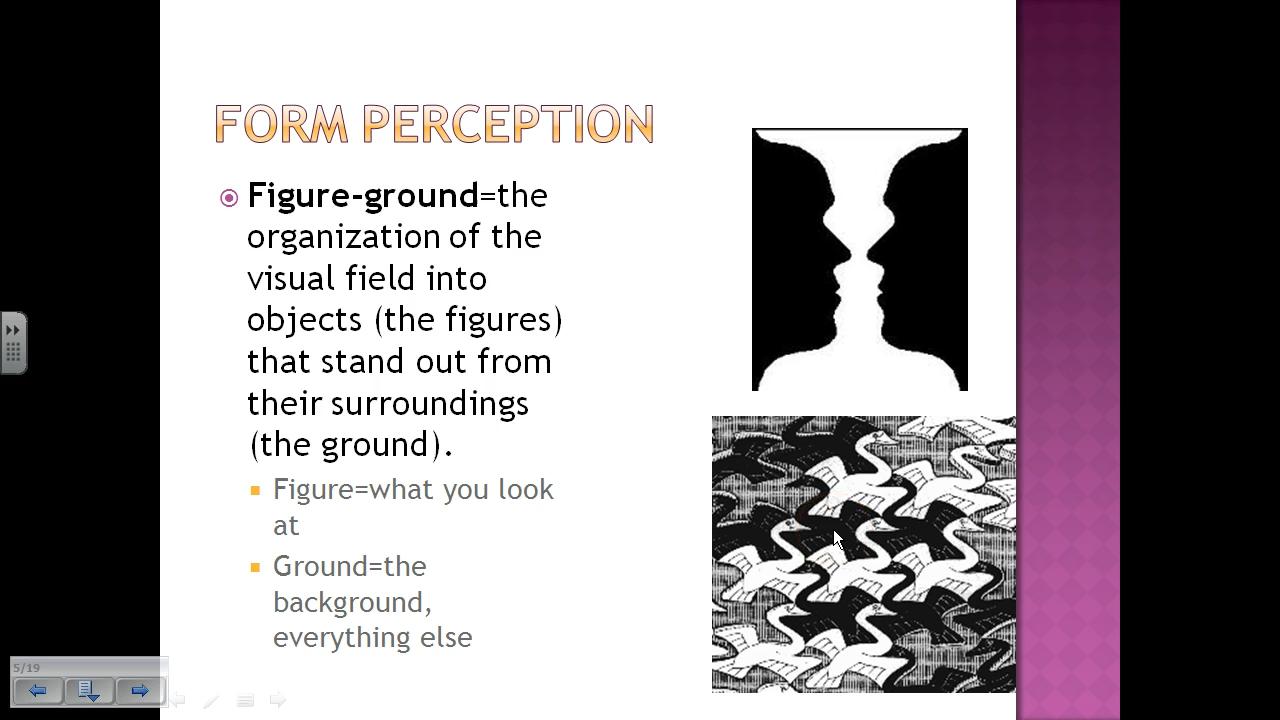 FORM PERCEPTION
Figure-ground=the
organization of the
visual field into
objects (the figures)
that stand out from
their surroundings
(the ground).
Figure=what you look
at
Ground=the
background,
everything else
5/19